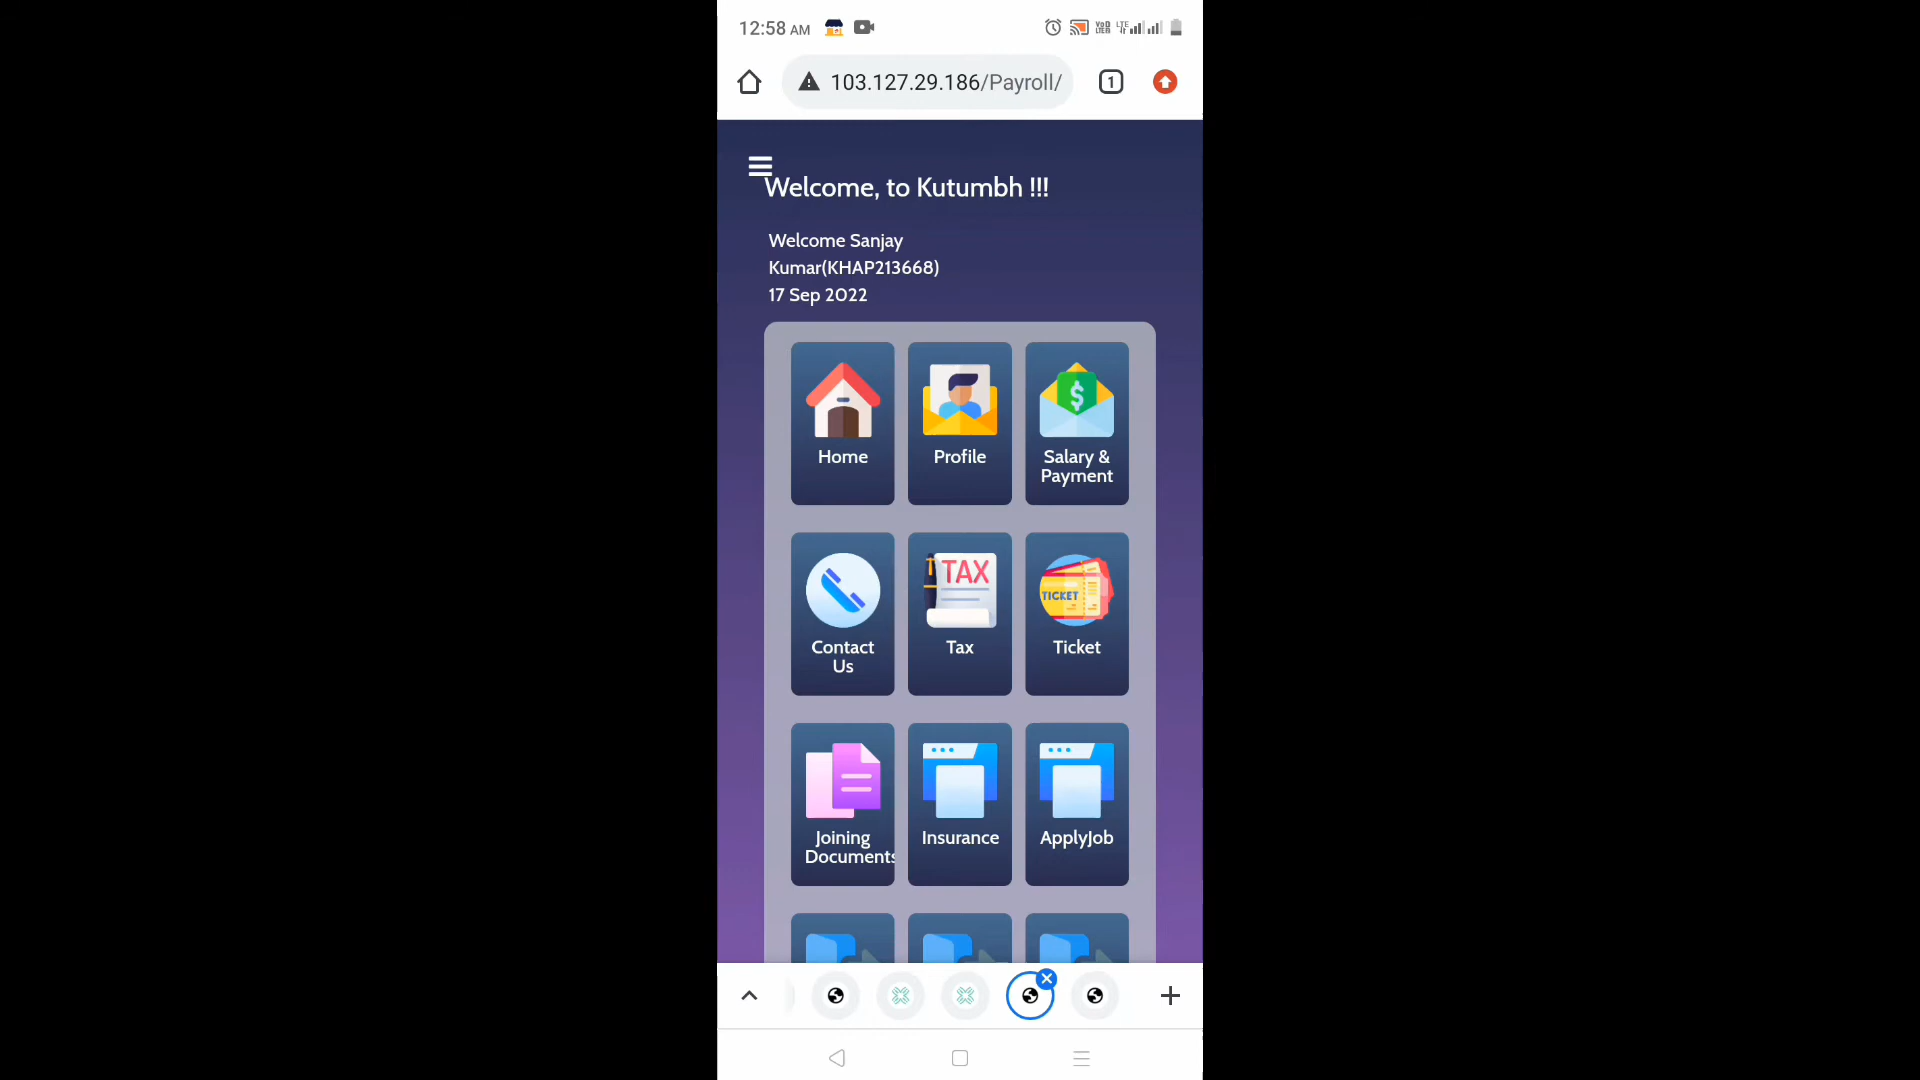 12:58 AM
103.127.29.186/Payroll/
1
Welcome, to Kutumbh !!!
Welcome Sanjay
Kumar(KHAP213668)
17 Sep 2022
Home
Profile
Salary &
Payment
TAX
TICKET
Contact
Us
Tax
Ticket
Joining
Documents
Insurance
ApplyJob